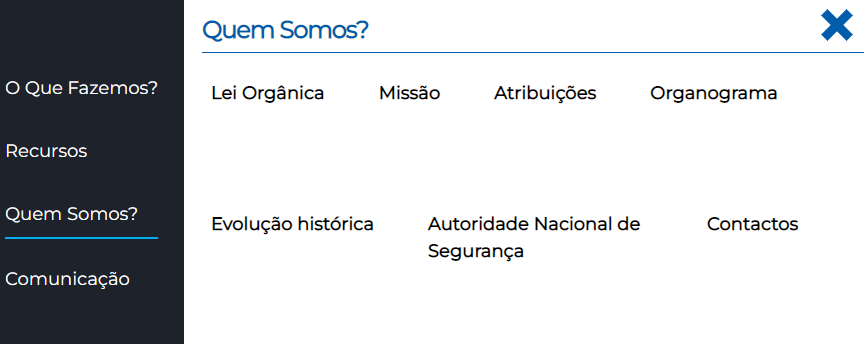 O Que Fazemos?
Recursos
Quem Somos?
Comunicação
Quem Somos?
Lei Orgânica
Missão
Atribuições
Organograma
Evolução histórica
Autoridade Nacional de
Segurança
Contactos